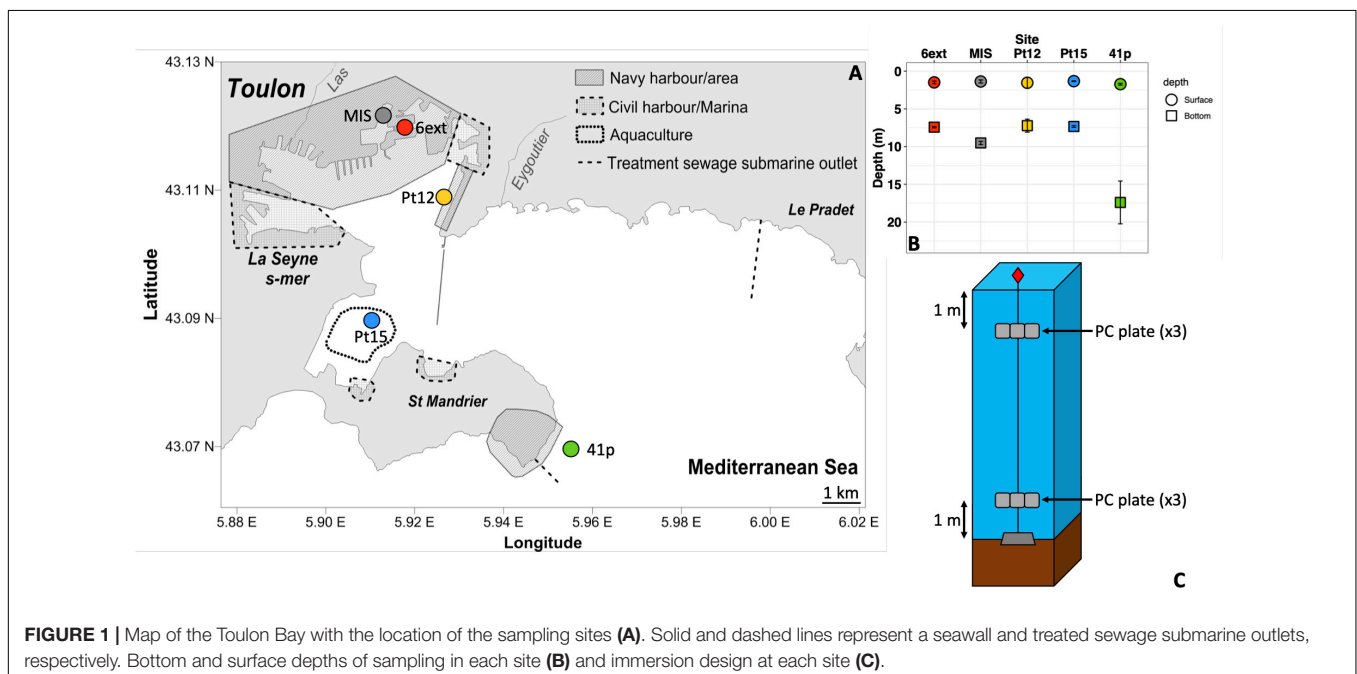 43.13 N
43.11 N
43.09 N
43.07 N
Latitude
5.88 E
5.90 E
5.92 E
5.94 E
5.96 E
5.98 E
6.00 E
6.02 E
Longitude
A
Toulon
Las
MIS
6ext
Navy harbour/area
Civil harbour/Marina
Aquaculture
Treatment sewage submarine outlet
Eygoutier
Pt12
Le Pradet
La Seyne
s-mer
Pt15
St Mandrier
41p
Mediterranean Sea
1 km
Site
6ext MIS Pt12 Pt15 41p
0
5
10
15
20
Depth (m)
depth
Surface
Bottom
B
1 m
PC plate (x3)
PC plate (x3)
1 m
C
FIGURE 1 | Map of the Toulon Bay with the location of the sampling sites (A). Solid and dashed lines represent a seawall and treated sewage submarine outlets,
respectively. Bottom and surface depths of sampling in each site (B) and immersion design at each site (C).